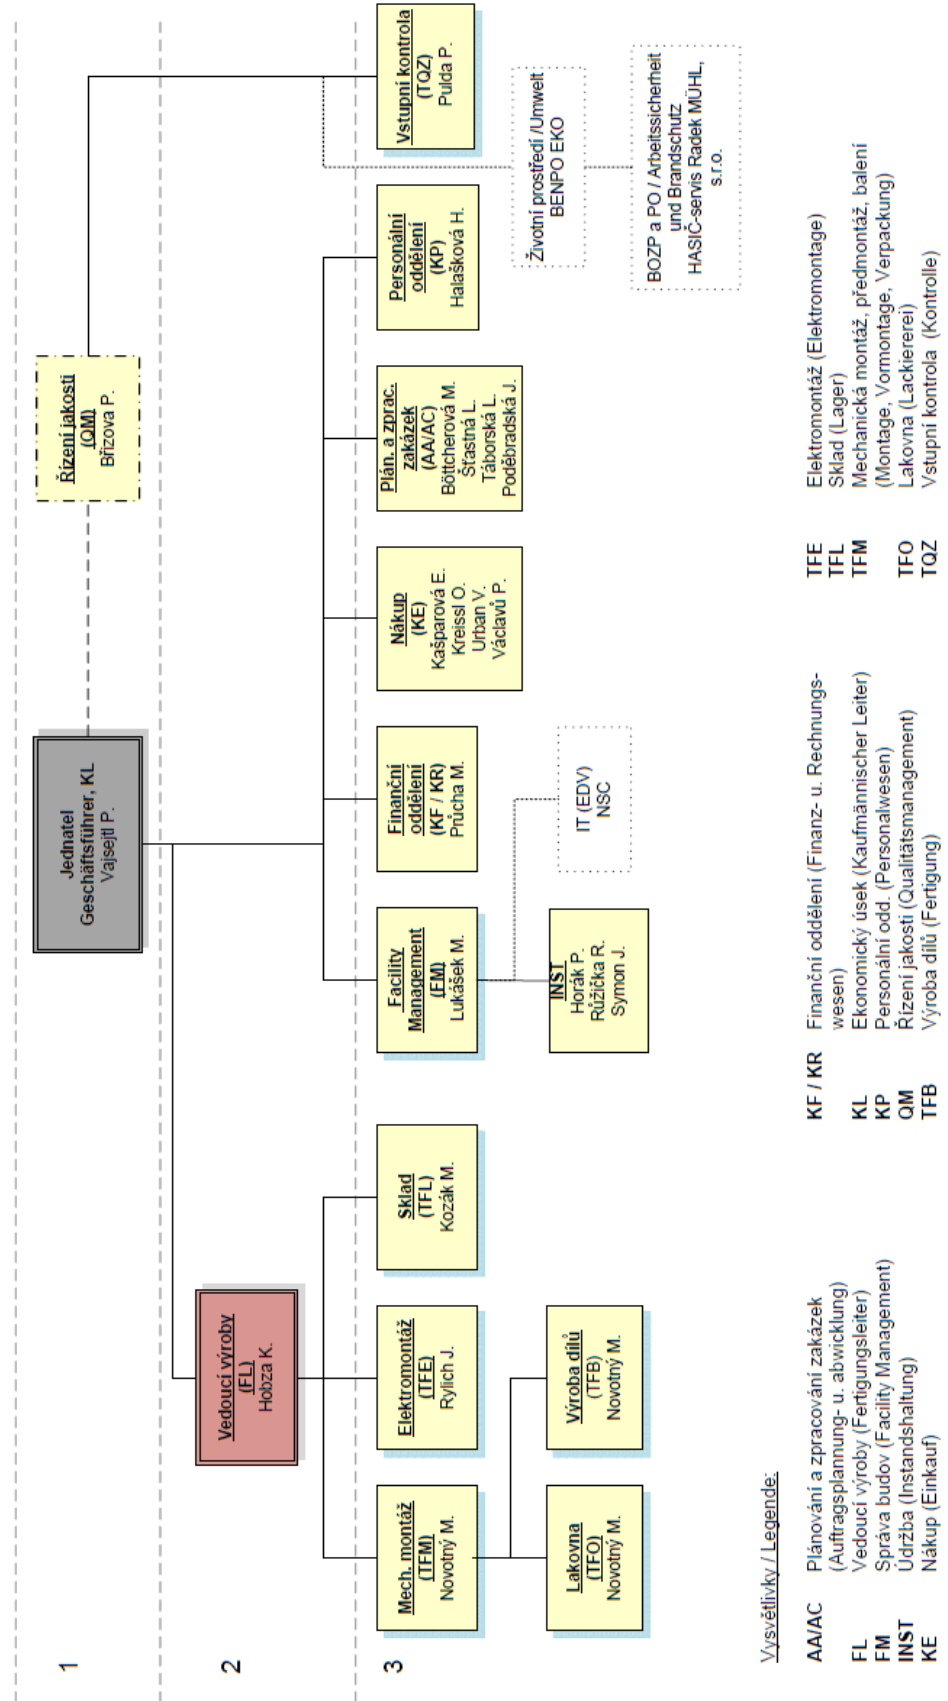 1
Jednatel
Geschäftsführer, KL
Vajsejtl P.
Řízení jakosti
(QM)
Břízova P.
2
Vedoucí výroby
(FL)
Hobza K.
3
Mech. montáž
(TFM)
Novotný M.
Elektromontáž
(TFE)
Rylich J.
Sklad
(TFL)
Kozák M.
Facility
Management
(FM)
Lukášek M.
Finanční
oddělení
(KF / KR)
Průcha M.
Nákup
(KE)
Kašparová E.
Kreissl O.
Urban V.
Václavů P.
Plán. a zprac.
zakázek
(AA/AC)
Böttcherová M.
Šťastná L.
Táborská L.
Poděbradská J.
Personální
oddělení
(KP)
Halašková H.
Vstupní kontrola
(TQZ)
Pulda P.
Lakovna
(TFO)
Novotný M.
Výroba dílů
(TFB)
Novotný M.
INST
Horák P.
Růžička R.
Symon J.
IT (EDV)
NSC
Životní prostředí /Umwelt
BENPO EKO
BOZP a PO / Arbeitssicherheit
und Brandschutz
HASIČ-servis Radek MÜHL,
s.r.o.
Vysvětlivky / Legende:
AA/AC Plánování a zpracování zakázek
(Auftragsplannung- u. abwicklung)
FL Vedoucí výroby (Fertigungsleiter)
FM Správa budov (Facility Management)
INST Údržba (Instandshaltung)
KE Nákup (Einkauf)
KF / KR Finanční oddělení (Finanz- u. Rechnungs-
wesen)
KL Ekonomický úsek (Kaufmännischer Leiter)
KP Personální odd. (Personalwesen)
QM Řízení jakosti (Qualitätsmanagement)
TFB Výroba dílů (Fertigung)
TFE Elektromontáž (Elektromontage)
TFL Sklad (Lager)
TFM Mechanická montáž, předmontáž, balení
(Montage, Vormontage, Verpackung)
TFO Lakovna (Lackiererei)
TQZ Vstupní kontrola (Kontrolle)